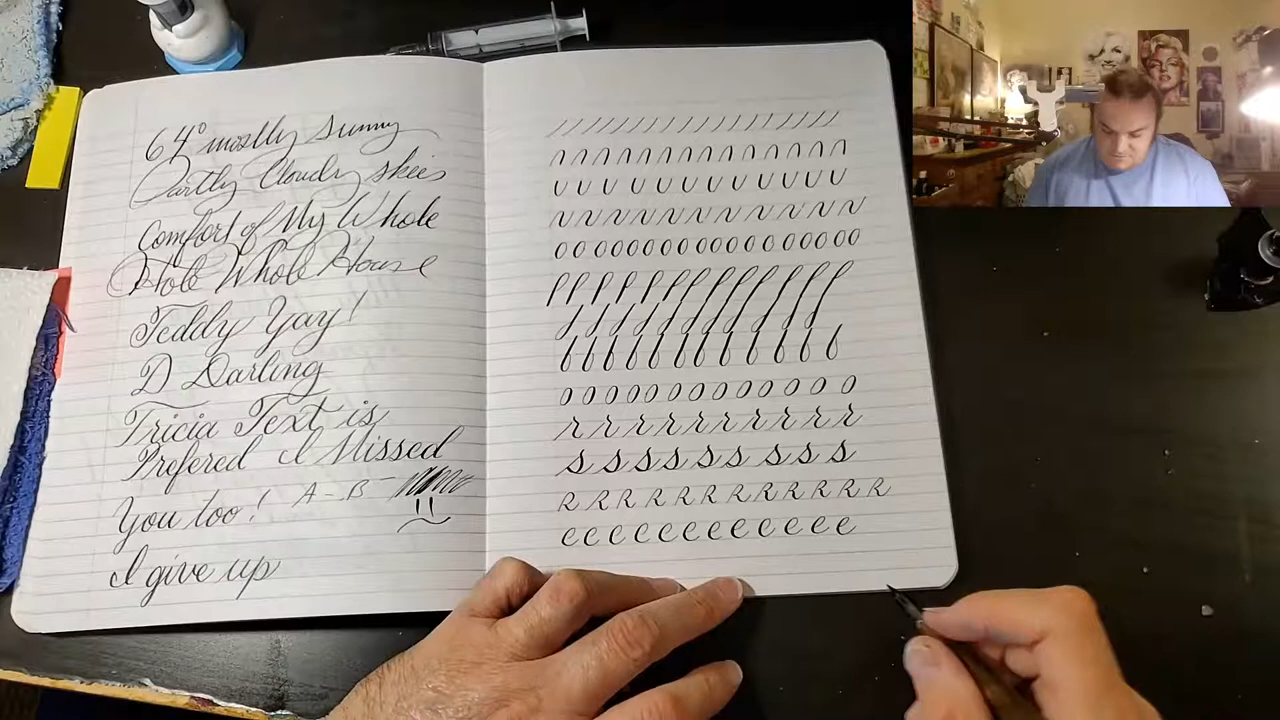 64° mostly Sunny
Partly Cloudy skies
Comfort of My Whole
Hole Whole House
Teddy Yay!
D Darling
Tricia Text is
Prefered I Missed
You too! A - B -
I give up
r r r r r r r r r r
s s s s s s s s s s
R R R R R R R R R R R R
e e e e e e e e e e e e